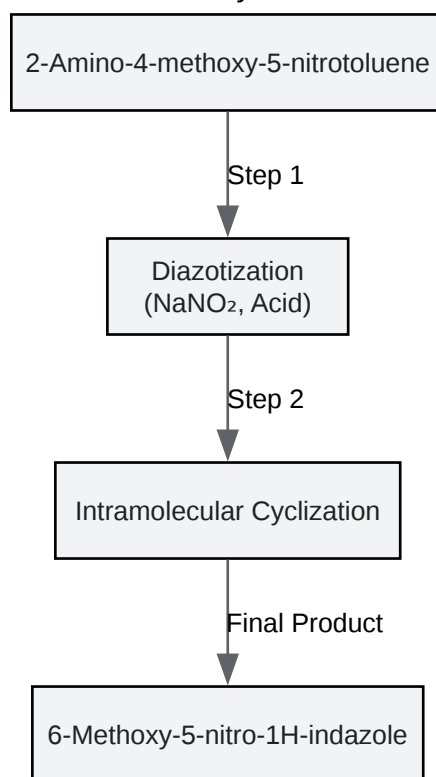 2-Amino-4-methoxy-5-nitrotoluene
Step 1
Diazotization
(NaNO₂, Acid)
Step 2
Intramolecular Cyclization
Final Product
6-Methoxy-5-nitro-1H-indazole